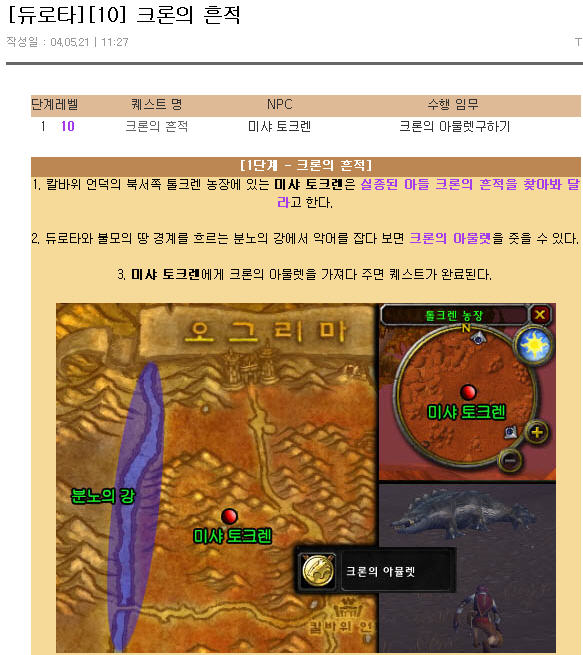 [듀로타][10] 크론의 흔적
작성일 : 04.05.21 | 11:27
T
단계레벨 퀘스트 명 NPC 수행 임무
1 10 크론의 흔적 미샤 토크렌 크론의 아뮬렛구하기
[1단계 - 크론의 흔적]
1. 칼바위 언덕의 북서쪽 톨크렌 농장에 있는 미샤 토크렌은 실종된 아들 크론의 흔적을 찾아봐 달
라고 한다.
2. 듀로타와 불모의 땅 경계를 흐르는 분노의 강에서 악어를 잡다 보면 크론의 아뮬렛을 줏을 수 있다.
3. 미샤 토크렌에게 크론의 아뮬렛을 가져다 주면 퀘스트가 완료된다.
오그리마
톨크렌 농장
N
미샤 토크렌
분노의 강
미샤 토크렌
크론의 아뮬렛
칼바위 언